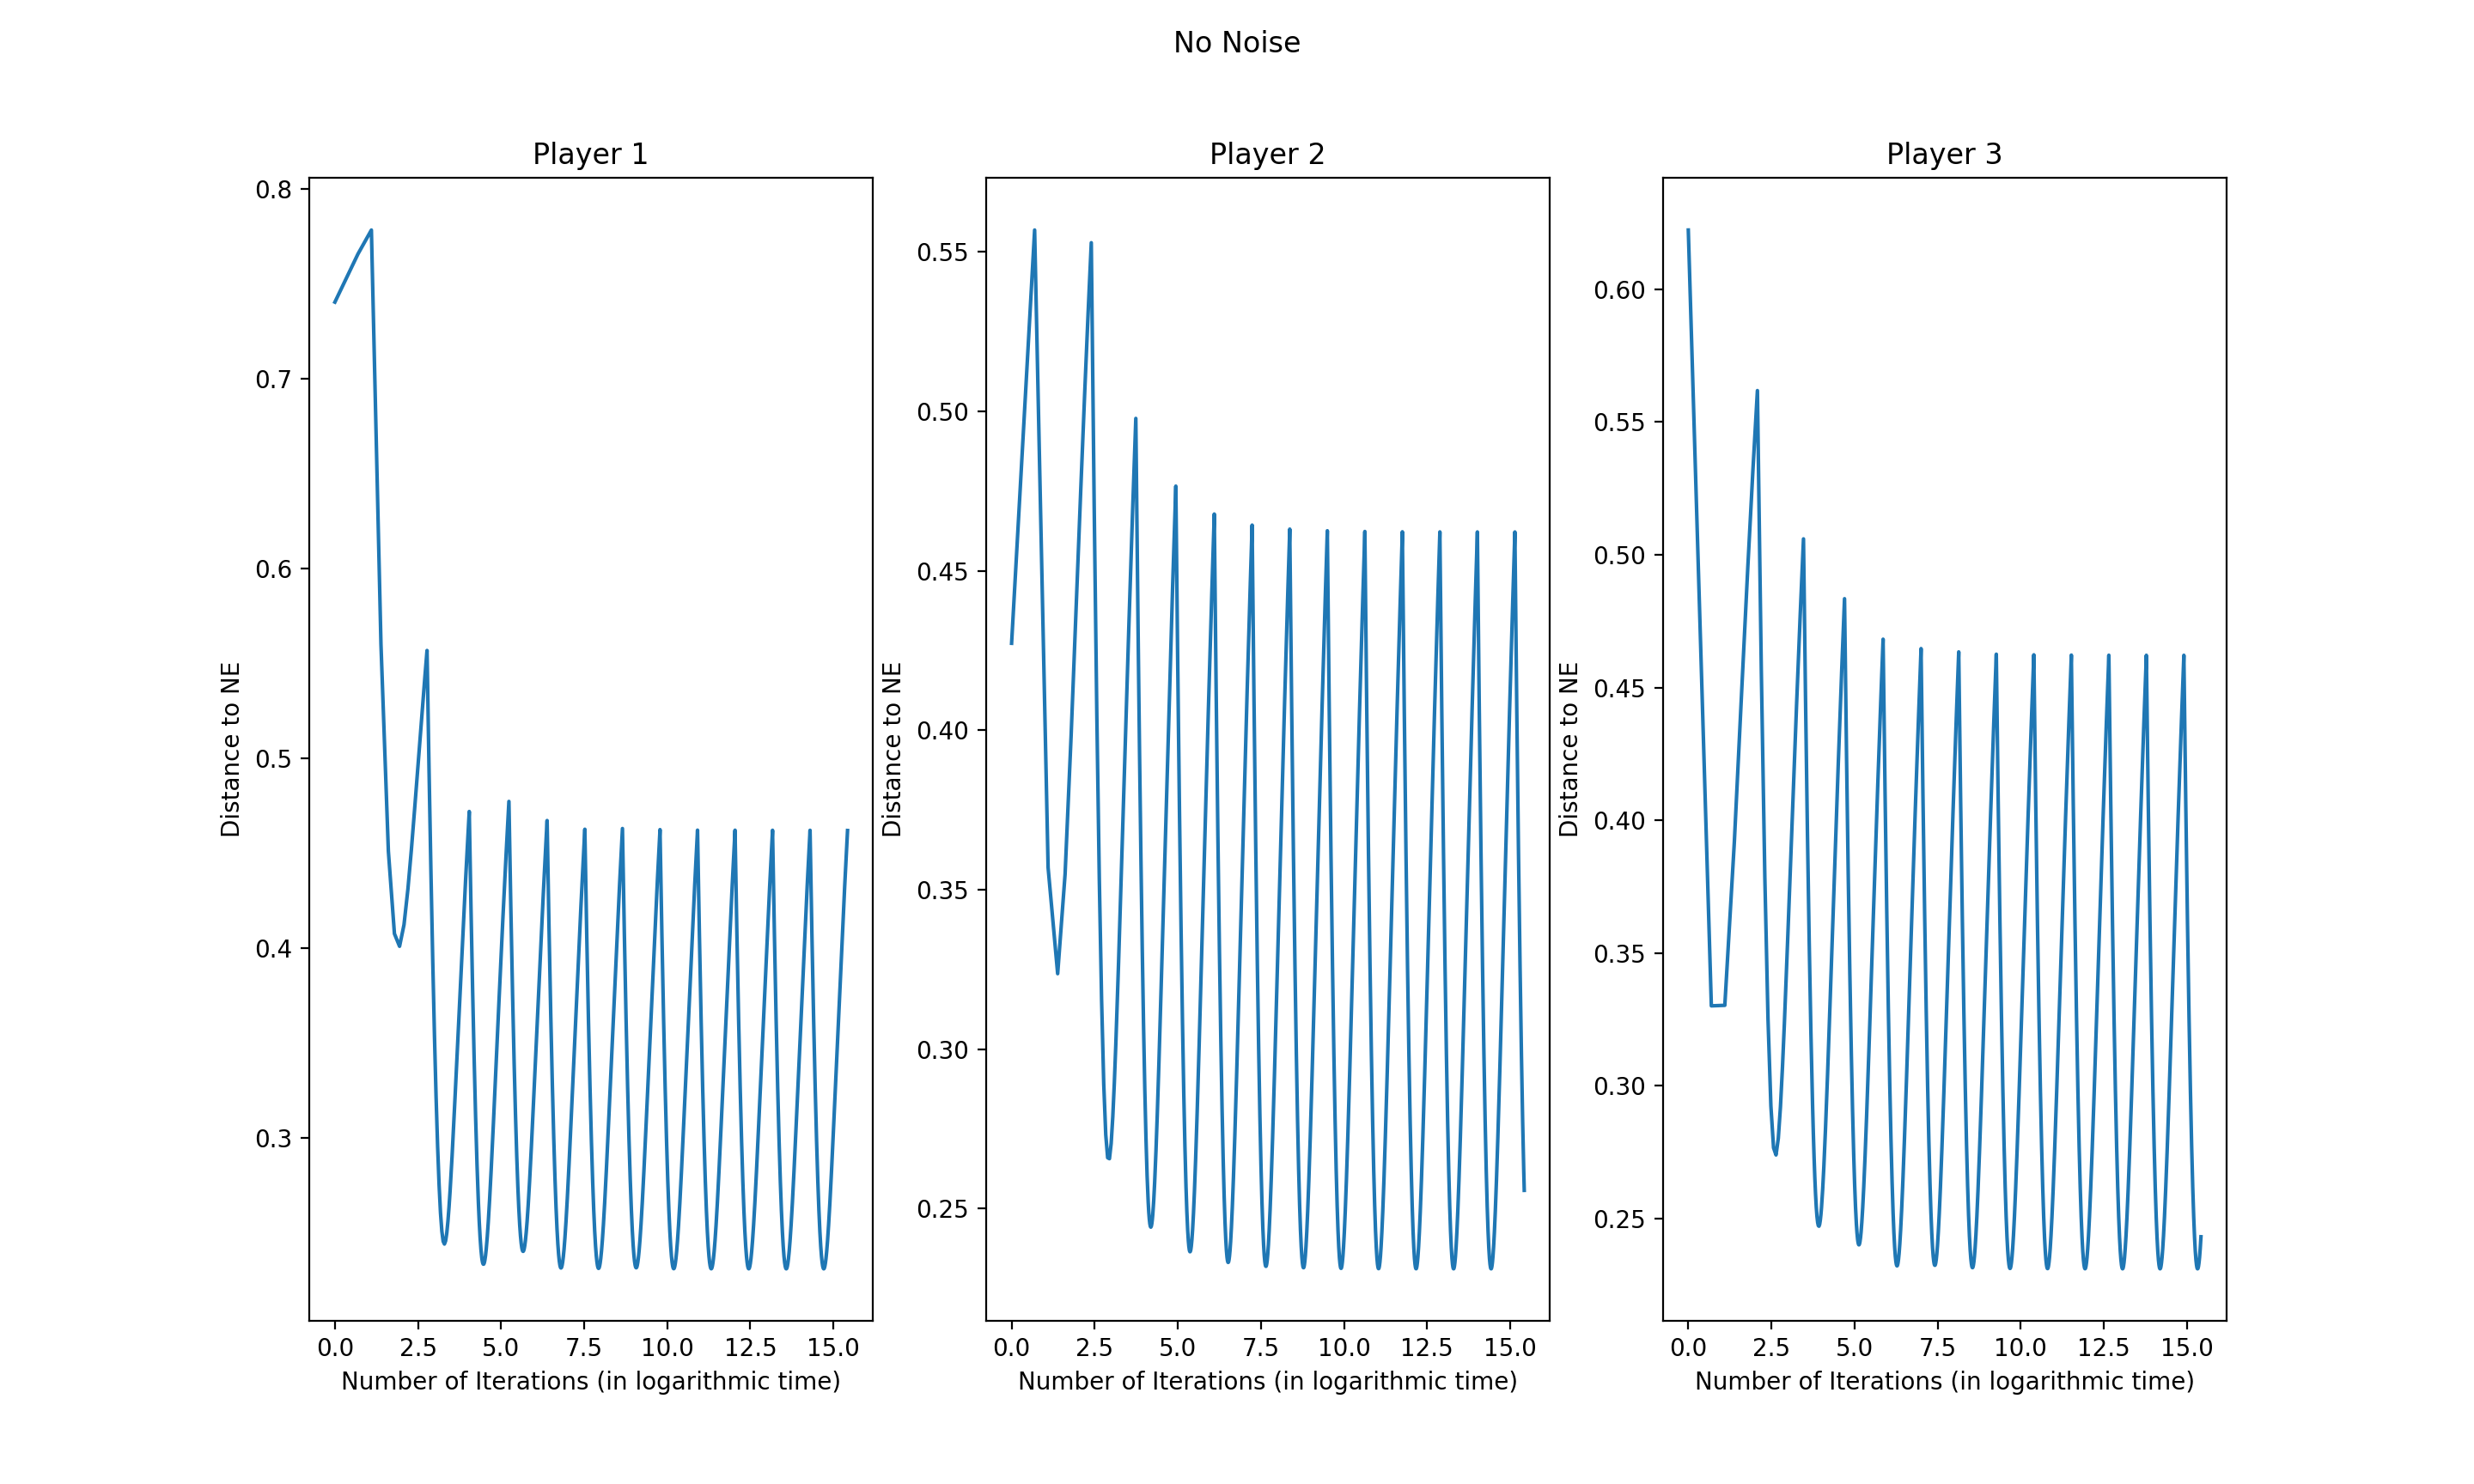 No Noise
Player 1
Player 2
Player 3
Distance to NE
0.8
0.7
0.6
0.5
0.4
0.3
0.0 2.5 5.0 7.5 10.0 12.5 15.0
Number of Iterations (in logarithmic time)
Distance to NE
0.55
0.50
0.45
0.40
0.35
0.30
0.25
0.0 2.5 5.0 7.5 10.0 12.5 15.0
Number of Iterations (in logarithmic time)
Distance to NE
0.60
0.55
0.50
0.45
0.40
0.35
0.30
0.25
0.0 2.5 5.0 7.5 10.0 12.5 15.0
Number of Iterations (in logarithmic time)